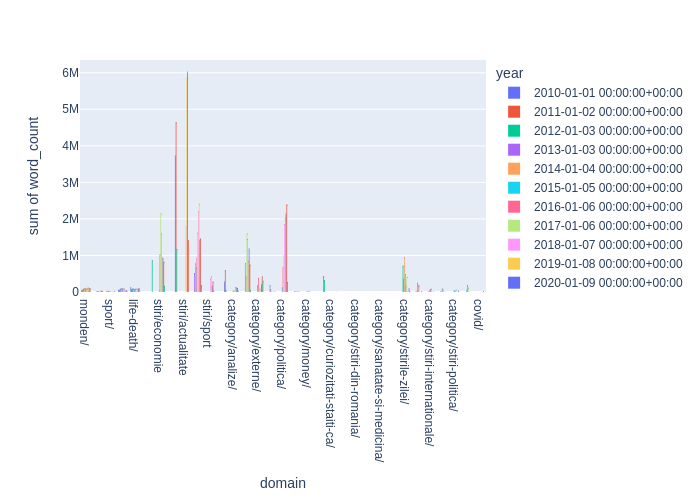 sum of word_count
6M
5M
4M
3M
2M
1M
0
monden/
sport/
life-death/
stiri/economie
stiri/actualitate
stiri/sport
category/analize/
category/externe/
category/politica/
category/money/
category/curiozitati-staiti-ca/
category/stiri-din-romania/
category/sanatate-si-medicina/
category/stirile-zilei/
category/stiri-internationale/
category/stiri-politica/
covid/
domain
year
2010-01-01 00:00:00+00:00
2011-01-02 00:00:00+00:00
2012-01-03 00:00:00+00:00
2013-01-03 00:00:00+00:00
2014-01-04 00:00:00+00:00
2015-01-05 00:00:00+00:00
2016-01-06 00:00:00+00:00
2017-01-06 00:00:00+00:00
2018-01-07 00:00:00+00:00
2019-01-08 00:00:00+00:00
2020-01-09 00:00:00+00:00